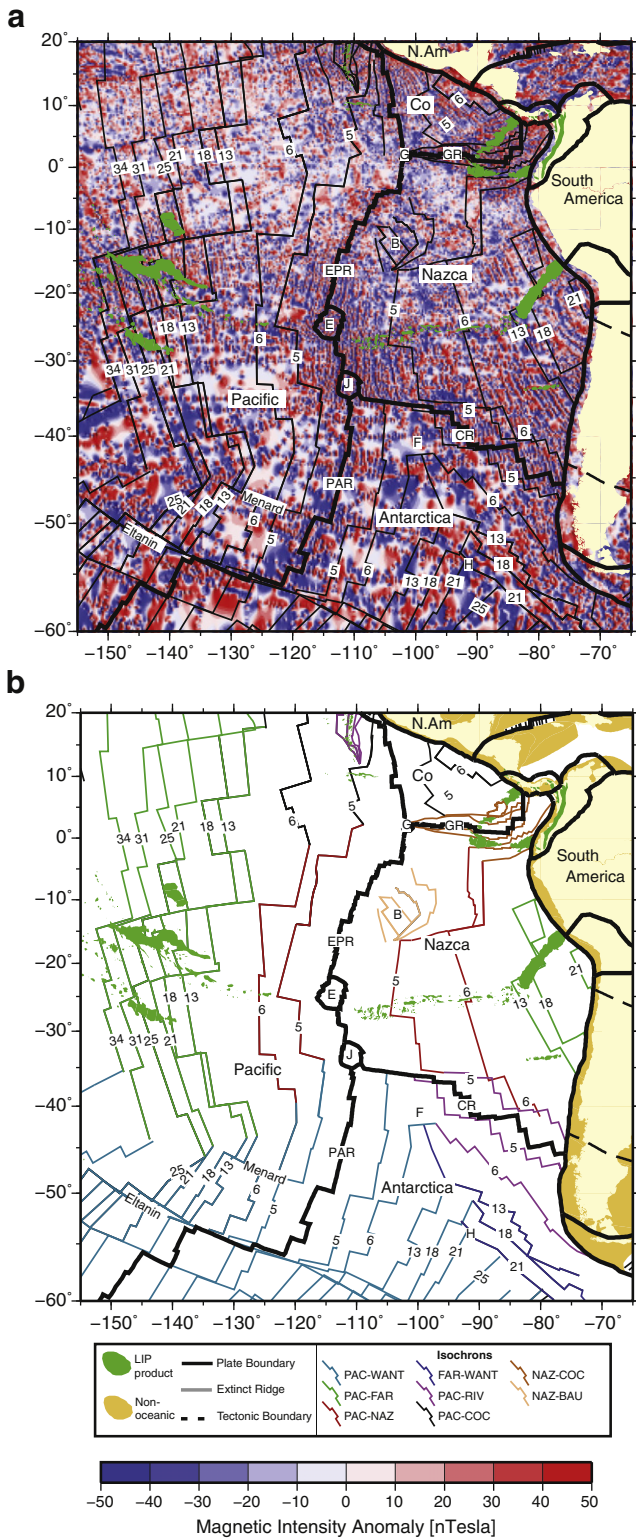 a
20°
10°
0°
−10°
−20°
−30°
−40°
−50°
−60°
N.Am
Co
6
5
5
6
34 31 25 21 18 13
G GR
South
America
B
EPR
Nazca
5
6
21
E
13 18
18 13
6
5
34 31 25 21
J
Pacific
5
6
F
CR
5
PAR
6
25 21 18 13
Menard
6
5
Antarctica
Eltanin
13
H 18
5 6 13 18 21
21
25
−150° −140° −130° −120° −110° −100° −90° −80° −70°
b
20°
10°
0°
−10°
−20°
−30°
−40°
−50°
−60°
N.Am
Co
6
5
5
6
34 31 25 21 18 13
G GR
South
America
B
EPR
Nazca
5
6
21
E
13 18
18 13
6
5
34 31 25 21
J
Pacific
5
6
F
CR
5
PAR
6
25 21 18 13
Menard
6
5
Antarctica
Eltanin
13
H 18
5 6 13 18 21
21
25
−150° −140° −130° −120° −110° −100° −90° −80° −70°
LIP
product
Non-
oceanic
Plate Boundary
Extinct Ridge
Tectonic Boundary
Isochrons
PAC-WANT FAR-WANT NAZ-COC
PAC-FAR PAC-RIV NAZ-BAU
PAC-NAZ PAC-COC
−50 −40 −30 −20 −10 0 10 20 30 40 50
Magnetic Intensity Anomaly [nTesla]